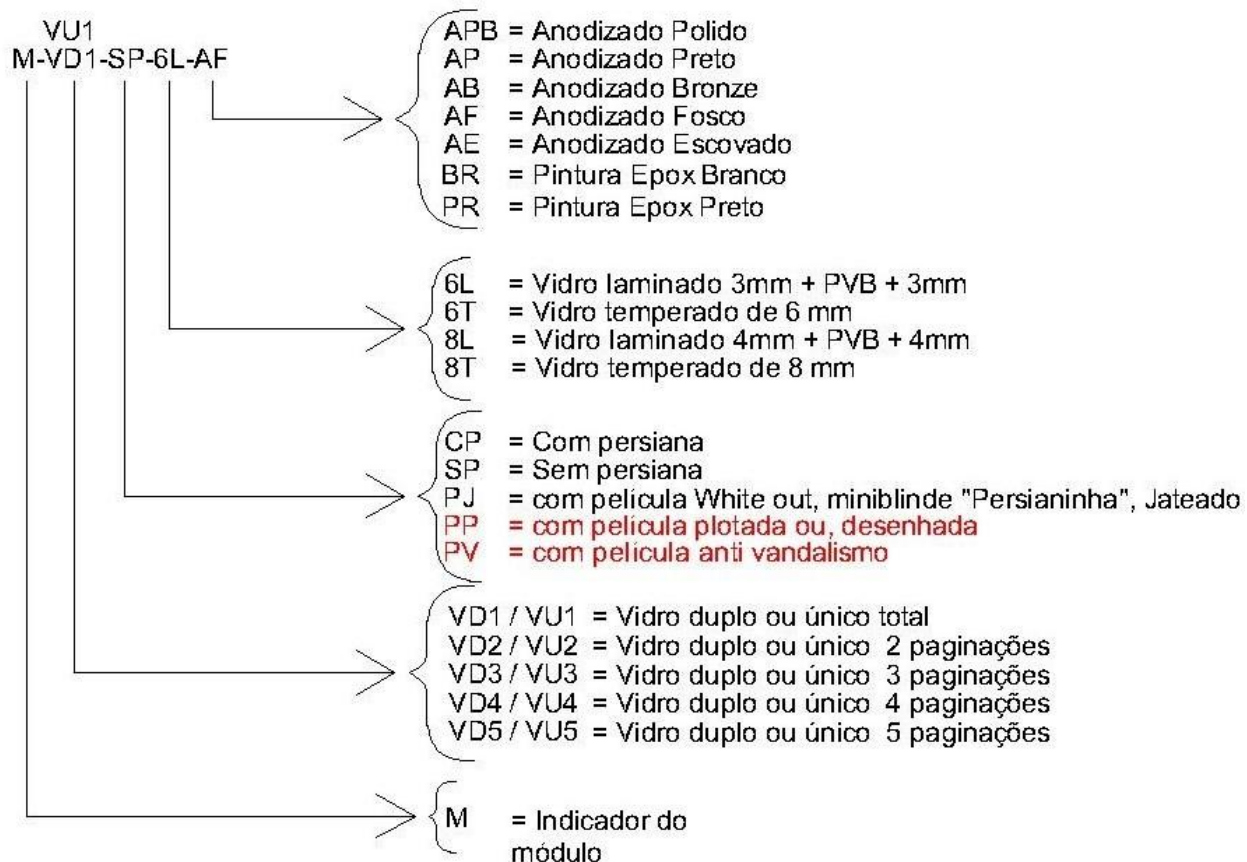 VU1
M-VD1-SP-6L-AF
APB = Anodizado Polido
AP = Anodizado Preto
AB = Anodizado Bronze
AF = Anodizado Fosco
AE = Anodizado Escovado
BR = Pintura Epox Branco
PR = Pintura Epox Preto
6L = Vidro laminado 3mm + PVB + 3mm
6T = Vidro temperado de 6 mm
8L = Vidro laminado 4mm + PVB + 4mm
8T = Vidro temperado de 8 mm
CP = Com persiana
SP = Sem persiana
PJ = com película White out, miniblinde "Persianinha", Jateado
PP = com película plotada ou, desenhada
PV = com película anti vandalismo
VD1 / VU1 = Vidro duplo ou único total
VD2 / VU2 = Vidro duplo ou único 2 paginações
VD3 / VU3 = Vidro duplo ou único 3 paginações
VD4 / VU4 = Vidro duplo ou único 4 paginações
VD5 / VU5 = Vidro duplo ou único 5 paginações
M = Indicador do
módulo